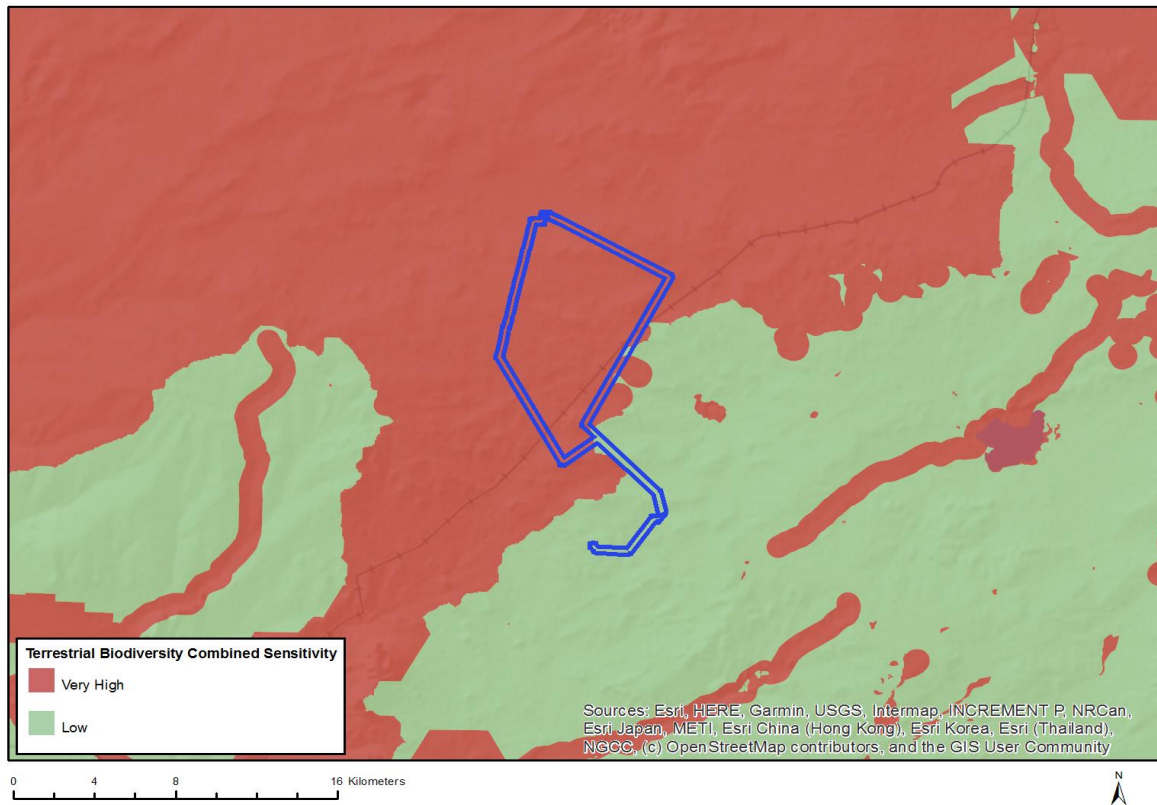 Terrestrial Biodiversity Combined Sensitivity
Very High
Low
Sources: Esri, HERE, Garmin, USGS, Intermap, INCREMENT P, NRCan,
Esri Japan, METI, Esri China (Hong Kong), Esri Korea, Esri (Thailand),
NGCC, (c) OpenStreetMap contributors, and the GIS User Community
0 4 8 16 Kilometers
N